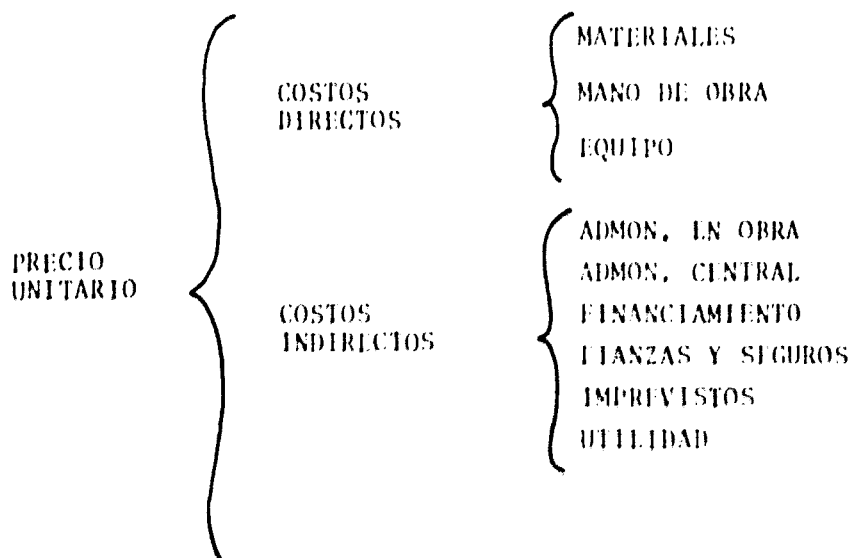 PRECIO
UNITARIO
COSTOS
DIRECTOS
MATERIALES
MANO DE OBRA
EQUIPO
COSTOS
INDIRECTOS
ADMON. EN OBRA
ADMON. CENTRAL
FINANCIAMIENTO
FIANZAS Y SEGUROS
IMPREVISTOS
UTILIDAD